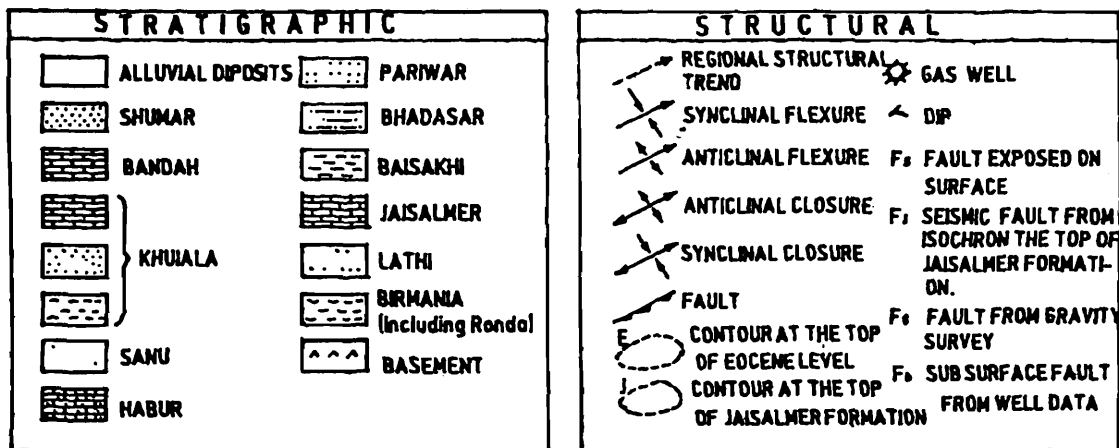 STRATIGRAPHIC
ALLUVIAL DIPOSITS
SHUMAR
BANDAH
KHUIALA
SANU
HABUR
PARIWAR
BHADASAR
BAISAKHI
JAISALMER
LATHI
BIRMANIA
(Including Ronda)
BASEMENT
STRUCTURAL
REGIONAL STRUCTURAL
TREND
SYNCLINAL FLEXURE
ANTICLINAL FLEXURE
ANTICLINAL CLOSURE
SYNCLINAL CLOSURE
FAULT
E
CONTOUR AT THE TOP
OF EOCENE LEVEL
J
CONTOUR AT THE TOP
OF JAISALMER FORMATION
GAS WELL
DIP
Fs FAULT EXPOSED ON
SURFACE
F SEISMIC FAULT FROM
ISOCHRON THE TOP OF
JAISALMER FORMATI-
ON.
F FAULT FROM GRAVITY
SURVEY
F SUB SURFACE FAULT
FROM WELL DATA